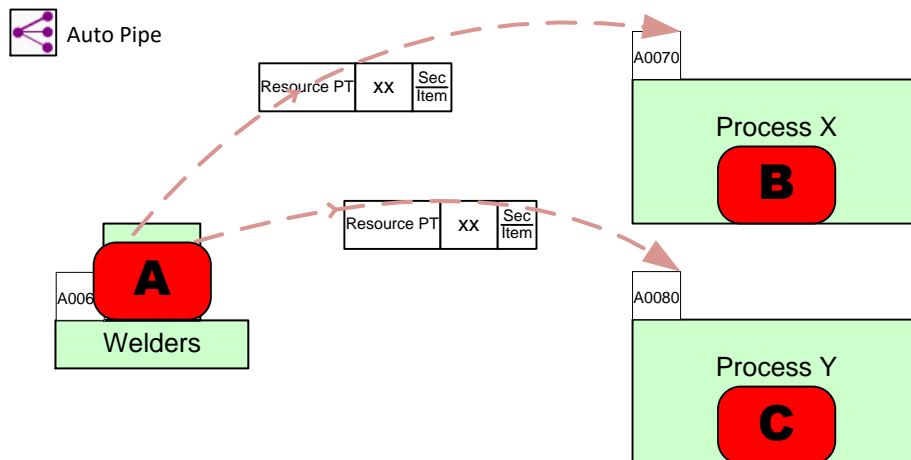 Auto Pipe
A0070
Resource PT xx Sec
Item
Process X
B
Resource PT xx Sec
Item
A
A006
Welders
A0080
Process Y
C